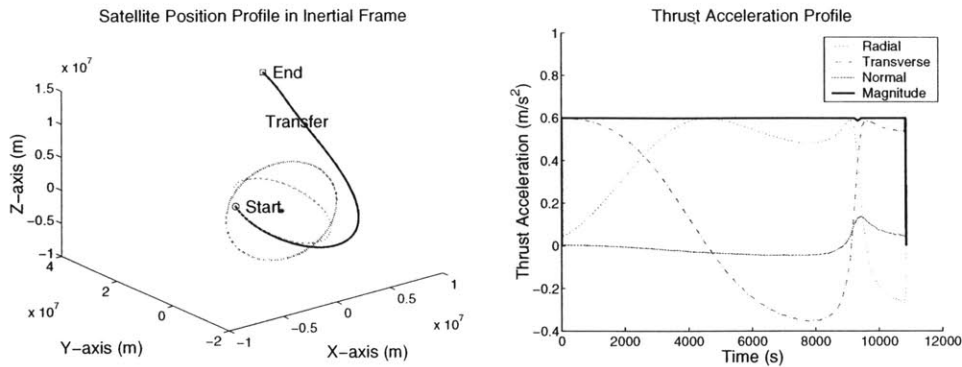 Satellite Position Profile in Inertial Frame
x 10^7
1.5
1
0.5
0
−0.5
−1
Z−axis (m)
End
Transfer
Start
4
2
0
−2
x 10^7
Y−axis (m)
−1
−0.5
0
0.5
1
x 10^7
X−axis (m)
Thrust Acceleration Profile
1
0.8
0.6
0.4
0.2
0
−0.2
−0.4
Thrust Acceleration (m/s^2)
Radial
Transverse
Normal
Magnitude
0
2000
4000
6000
8000
10000
12000
Time (s)